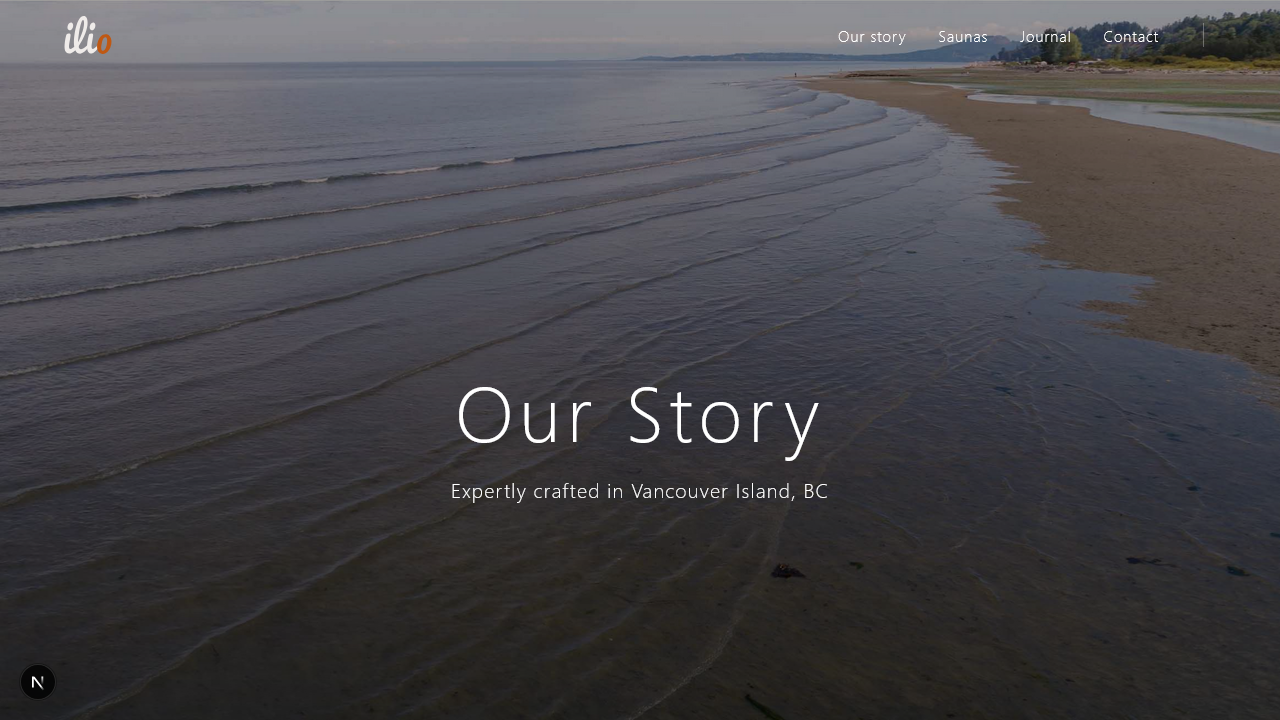 ilio
Our story
Saunas
Journal
Contact
Our Story
Expertly crafted in Vancouver Island, BC
N